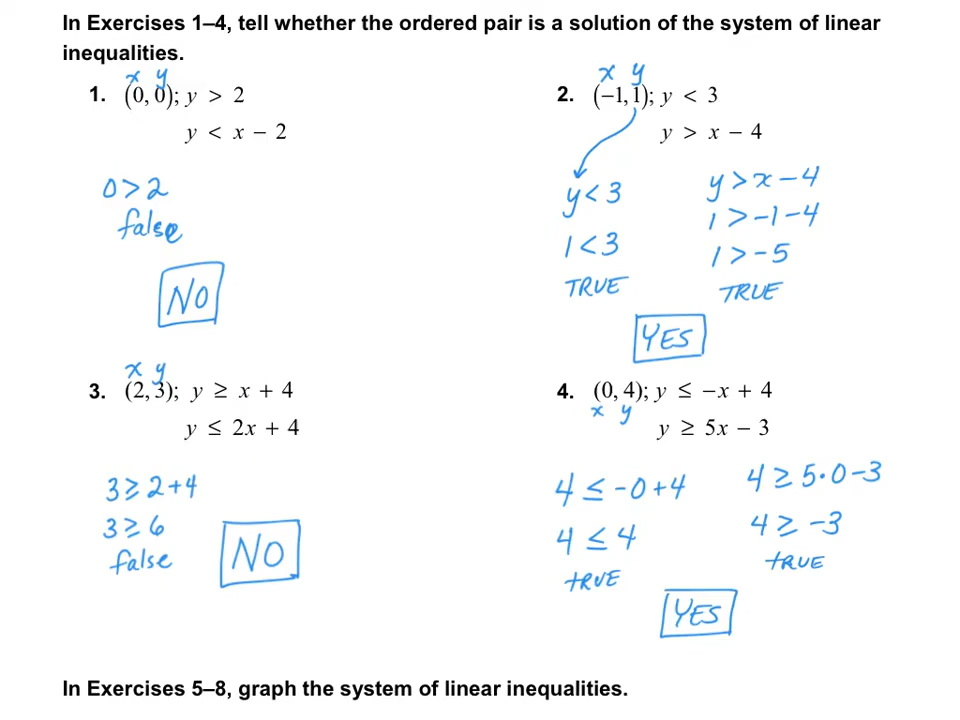 In Exercises 1–4, tell whether the ordered pair is a solution of the system of linear
inequalities.
x y
1. (0, 0); y > 2
y < x − 2
0 > 2
false
NO
x y
2. (−1, 1); y < 3
y > x − 4
y < 3
1 < 3
TRUE
y > x − 4
1 > −1 − 4
1 > −5
TRUE
YES
x y
3. (2, 3); y ≥ x + 4
y ≤ 2x + 4
3 ≥ 2 + 4
3 ≥ 6
false
NO
4. (0, 4); y ≤ −x + 4
x y
y ≥ 5x − 3
4 ≤ −0 + 4
4 ≤ 4
TRUE
4 ≥ 5 · 0 − 3
4 ≥ −3
TRUE
YES
In Exercises 5–8, graph the system of linear inequalities.